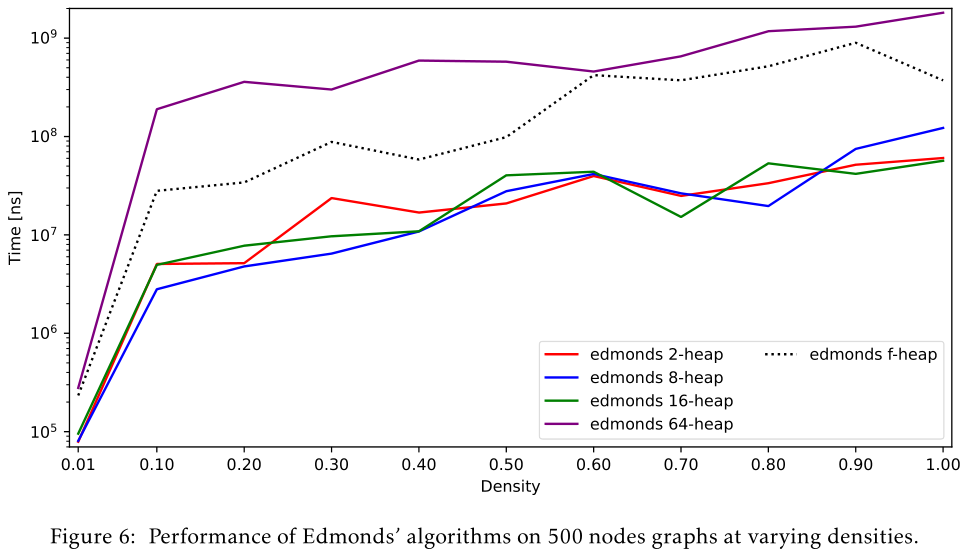 10⁹
10⁸
10⁷
10⁶
10⁵
Time [ns]
0.01 0.10 0.20 0.30 0.40 0.50 0.60 0.70 0.80 0.90 1.00
Density
edmonds 2-heap
edmonds 8-heap
edmonds 16-heap
edmonds 64-heap
edmonds f-heap
Figure 6: Performance of Edmonds’ algorithms on 500 nodes graphs at varying densities.